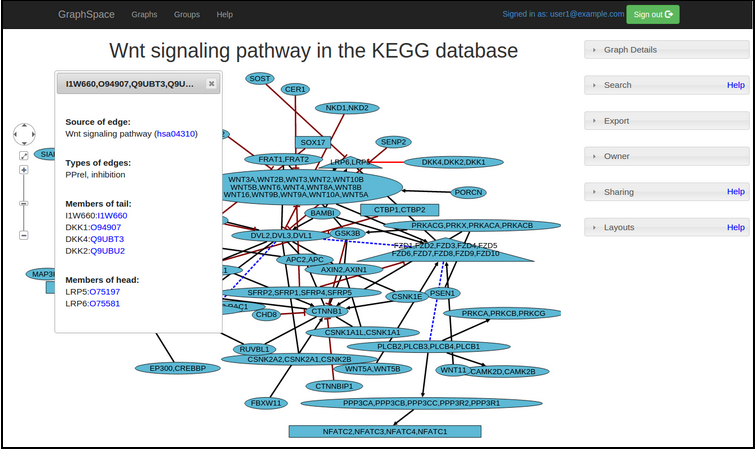 GraphSpace Graphs Groups Help Signed in as: user1@example.com Sign out
Wnt signaling pathway in the KEGG database
I1W660,O94907,Q9UBT3,Q9U...
Source of edge:
Wnt signaling pathway (hsa04310)
Types of edges:
PPrel, inhibition
Members of tail:
I1W660:I1W660
DKK1:O94907
DKK4:Q9UBT3
DKK2:Q9UBU2
Members of head:
LRP5:O75197
LRP6:O75581
Graph Details
Search Help
Export
Owner
Sharing Help
Layouts Help
SOST
CER1
NKD1,NKD2
SOX17
SENP2
FRAT1,FRAT2
LRP6,LRP5
DKK4,DKK2,DKK1
WNT3A,WNT2B,WNT3,WNT2,WNT10B
WNT5B,WNT6,WNT4,WNT8A,WNT8B
WNT16,WNT9B,WNT9A,WNT10A,WNT5A
PORCN
CTBP1,CTBP2
BAMBI
PRKACG,PRKX,PRKACA,PRKACB
DVL2,DVL3,DVL1
GSK3B
FZD1,FZD2,FZD3,FZD4,FZD5
FZD6,FZD7,FZD8,FZD9,FZD10
APC2,APC
AXIN2,AXIN1
MAP3
SFRP2,SFRP1,SFRP4,SFRP5
CSNK1E
PSEN1
CHD8
CTNNB1
PRKCA,PRKCB,PRKCG
CSNK1A1L,CSNK1A1
RUVBL1
PLCB2,PLCB3,PLCB4,PLCB1
CSNK2A2,CSNK2A1,CSNK2B
EP300,CREBBP
WNT5A,WNT5B
WNT11
CAMK2D,CAMK2B
CTNNBIP1
FBXW11
PPP3CA,PPP3CB,PPP3CC,PPP3R2,PPP3R1
NFATC2,NFATC3,NFATC4,NFATC1